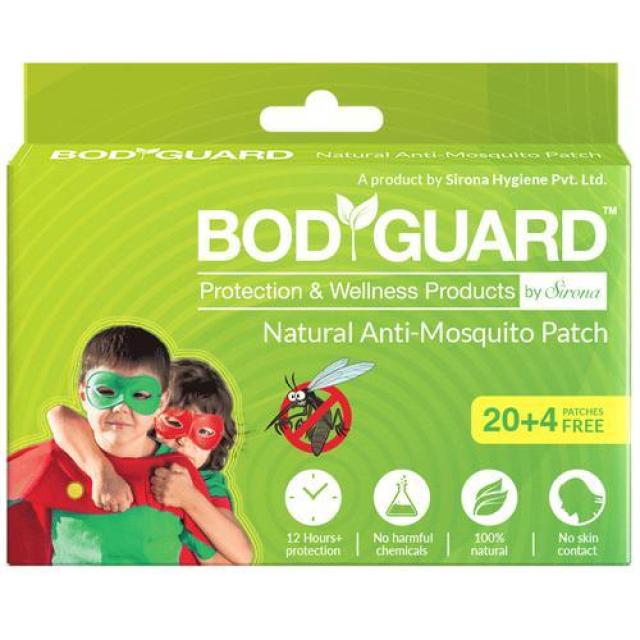 BODYGUARD Natural Anti-Mosquito Patch
A product by Sirona Hygiene Pvt. Ltd.
BODYGUARD™
Protection & Wellness Products by Sirona
Natural Anti-Mosquito Patch
20+4 PATCHES FREE
12 Hours+
protection
No harmful
chemicals
100%
natural
No skin
contact